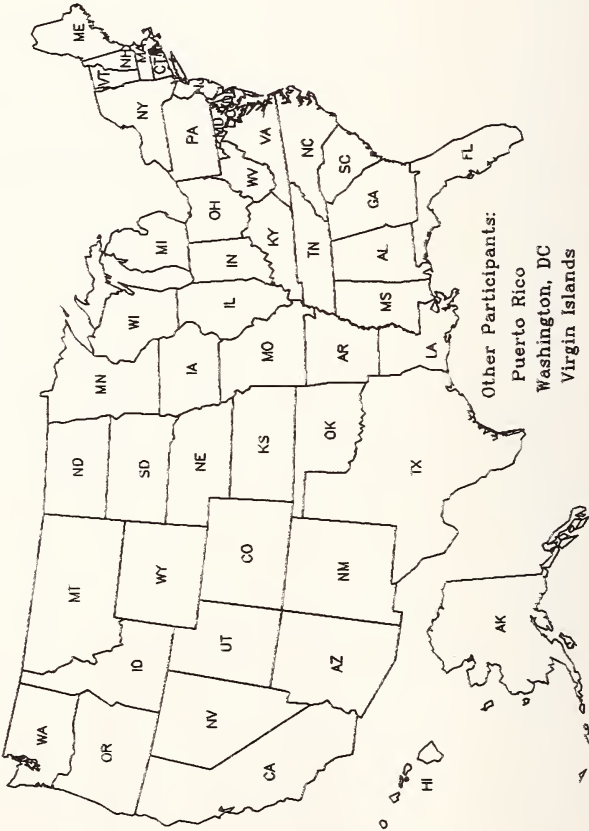 WA
OR
CA
NV
ID
MT
WY
UT
CO
AZ
NM
ND
SD
NE
KS
OK
TX
MN
IA
MO
AR
LA
WI
IL
MI
IN
OH
KY
TN
MS
AL
GA
FL
SC
NC
VA
WV
MD
PA
NJ
NY
CT
MA
VT
NH
ME
AK
HI
Other Participants:
Puerto Rico
Washington, DC
Virgin Islands